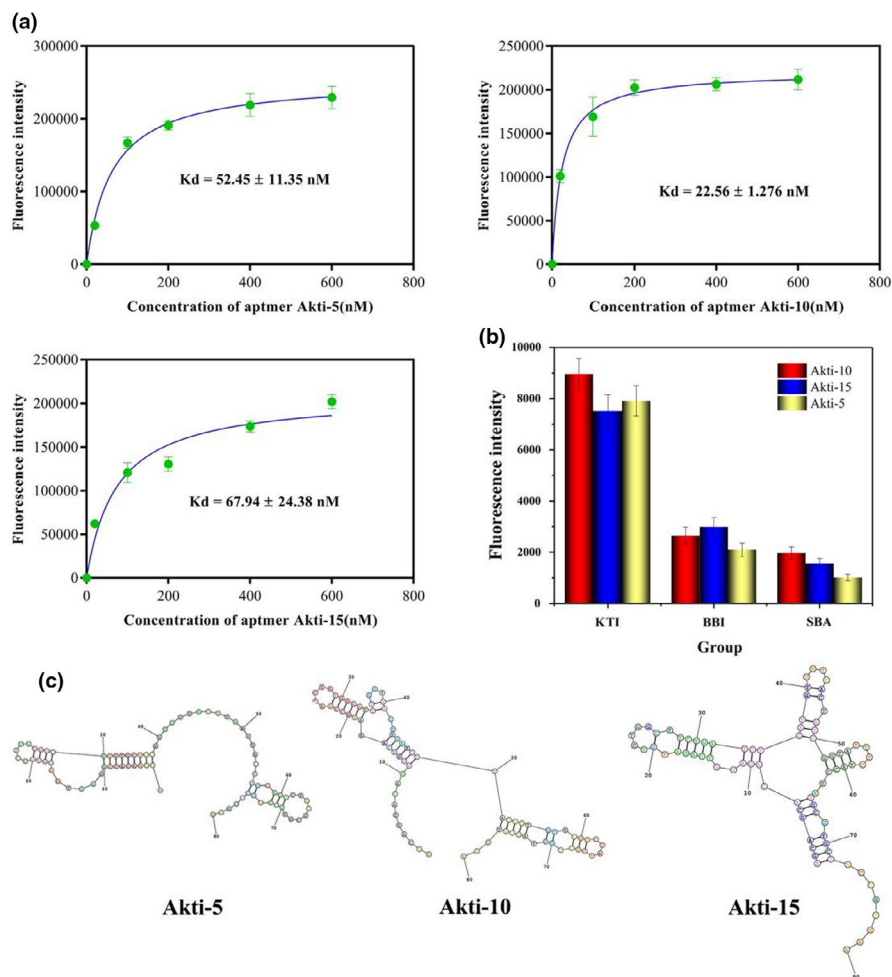 (a)
300000
250000
200000
150000
100000
50000
0
Fluorescence intensity
Kd = 52.45 ± 11.35 nM
0 200 400 600 800
Concentration of aptmer Akti-5(nM)
250000
200000
150000
100000
50000
0
Fluorescence intensity
Kd = 22.56 ± 1.276 nM
0 200 400 600 800
Concentration of aptmer Akti-10(nM)
250000
200000
150000
100000
50000
0
Fluorescence intensity
Kd = 67.94 ± 24.38 nM
0 200 400 600 800
Concentration of aptmer Akti-15(nM)
(b)
10000
8000
6000
4000
2000
0
Fluorescence intensity
Akti-10
Akti-15
Akti-5
KTI BBI SBA
Group
(c)
Akti-5
Akti-10
Akti-15